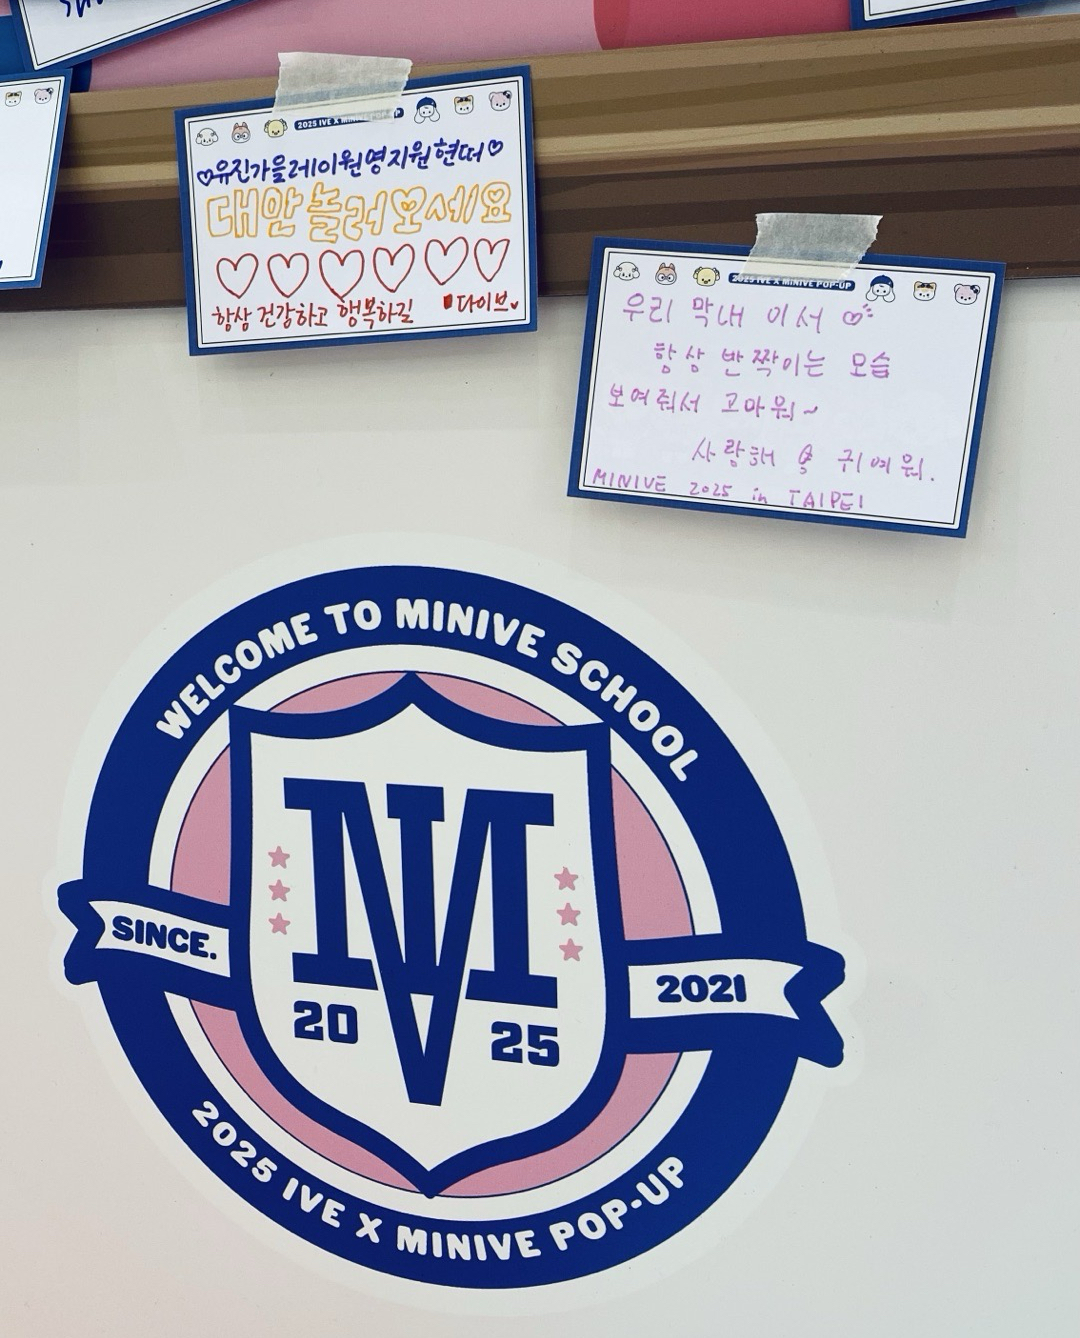 2025 IVE X MINIVE POP-UP
♡유진가을레이원영지원현떠♡
대만 놀러오세요
♡♡♡♡♡♡
항상 건강하고 행복하길 다이브♥
2025 IVE X MINIVE POP-UP
우리 막내 이서 ♡
항상 반짝이는 모습
보여줘서 고마워~
사랑해 귀여워.
MINIVE 2025 in TAIPEI
WELCOME TO MINIVE SCHOOL
MIV
SINCE. 2021
20 25
2025 IVE X MINIVE POP-UP